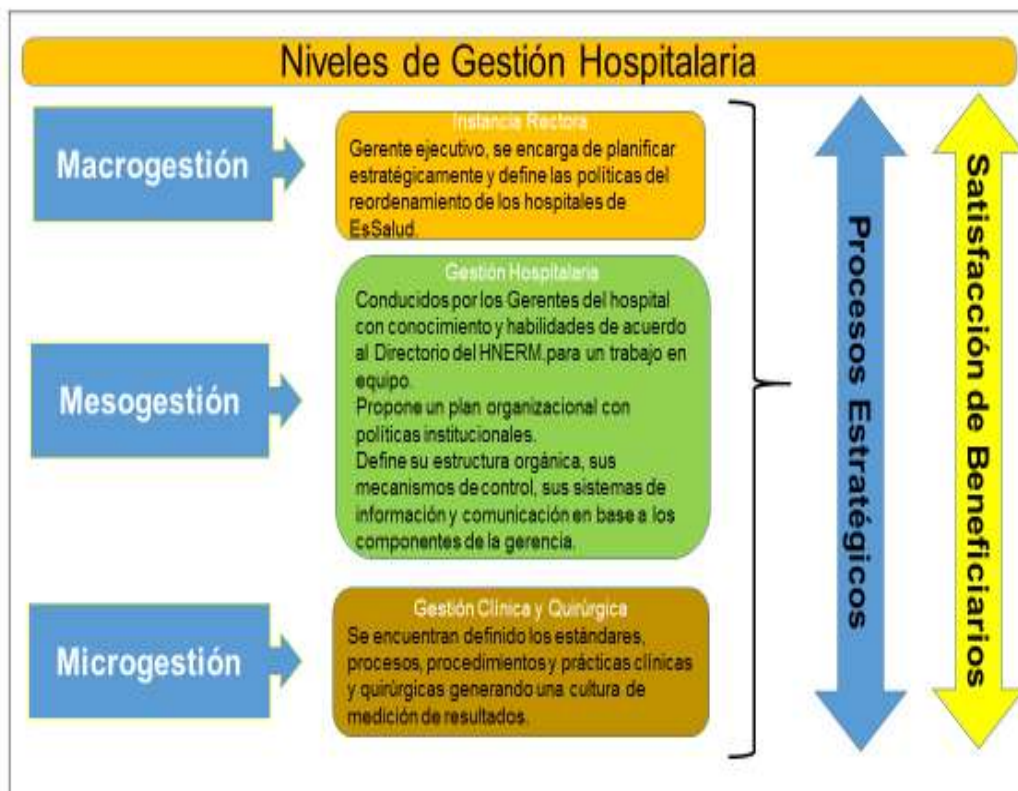 Niveles de Gestión Hospitalaria
Macrogestión
Instancia Rectora
Gerente ejecutivo, se encarga de planificar
estratégicamente y define las políticas del
reordenamiento de los hospitales de
EsSalud.
Mesogestión
Gestión Hospitalaria
Conducidos por los Gerentes del hospital
con conocimiento y habilidades de acuerdo
al Directorio del HNERM.para un trabajo en
equipo.
Propone un plan organizacional con
políticas institucionales.
Define su estructura orgánica, sus
mecanismos de control, sus sistemas de
información y comunicación en base a los
componentes de la gerencia.
Microgestión
Gestión Clínica y Quirúrgica
Se encuentran definido los estándares,
procesos, procedimientos y prácticas clínicas
y quirúrgicas generando una cultura de
medición de resultados.
Procesos Estratégicos
Satisfacción de Beneficiarios